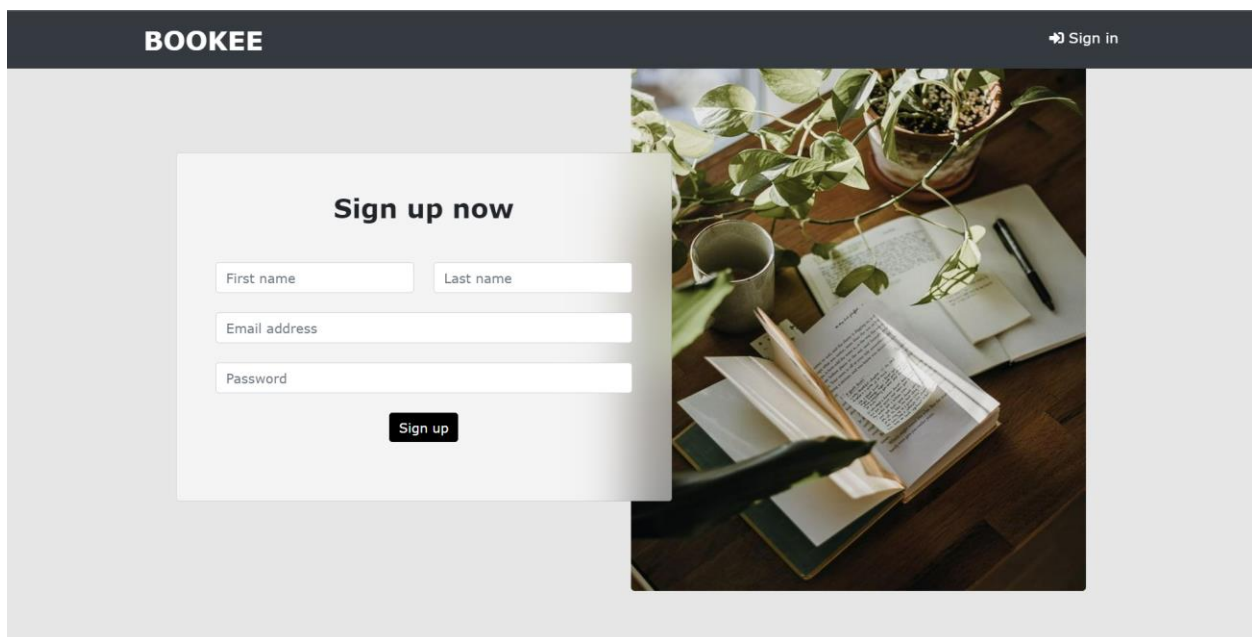 BOOKEE
Sign in
Sign up now
First name
Last name
Email address
Password
Sign up